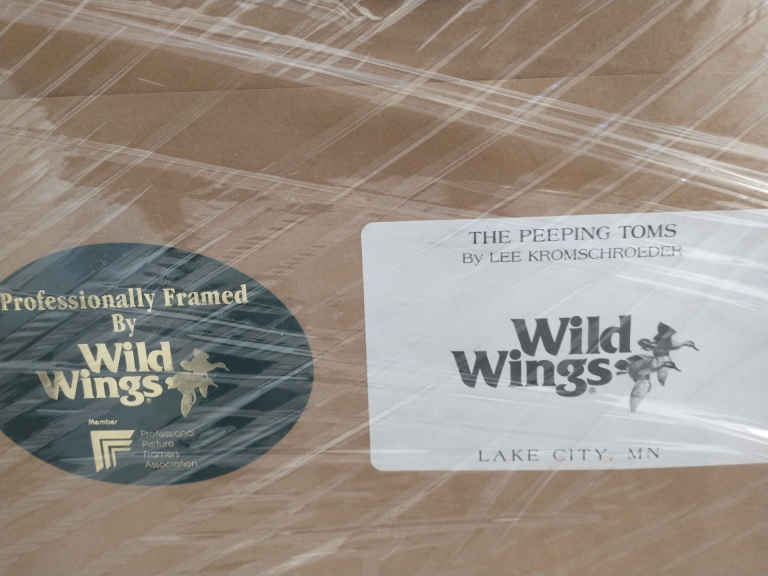 Professionally Framed
By
Wild
Wings
Member
Professional
Picture
Framers
Association
THE PEEPING TOMS
BY LEE KROMSCHROEDER
Wild
Wings
LAKE CITY, MN